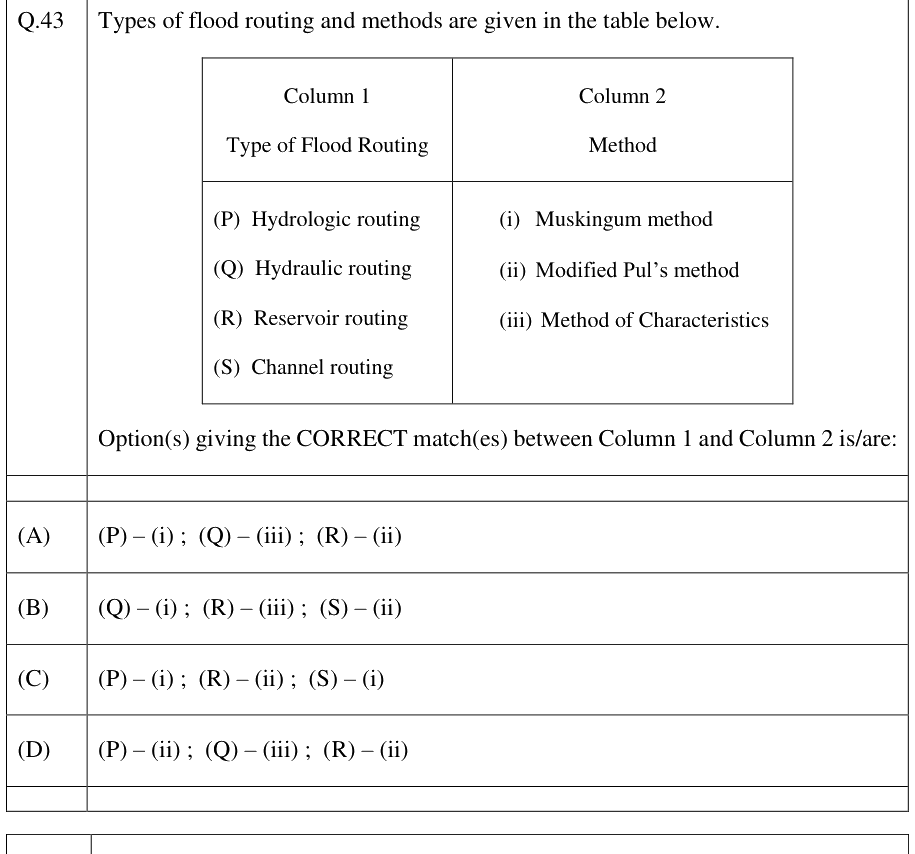 Q.43 Types of flood routing and methods are given in the table below.
Column 1 Column 2
Type of Flood Routing Method
(P) Hydrologic routing (i) Muskingum method
(Q) Hydraulic routing (ii) Modified Pul’s method
(R) Reservoir routing (iii) Method of Characteristics
(S) Channel routing
Option(s) giving the CORRECT match(es) between Column 1 and Column 2 is/are:
(A) (P) – (i) ; (Q) – (iii) ; (R) – (ii)
(B) (Q) – (i) ; (R) – (iii) ; (S) – (ii)
(C) (P) – (i) ; (R) – (ii) ; (S) – (i)
(D) (P) – (ii) ; (Q) – (iii) ; (R) – (ii)